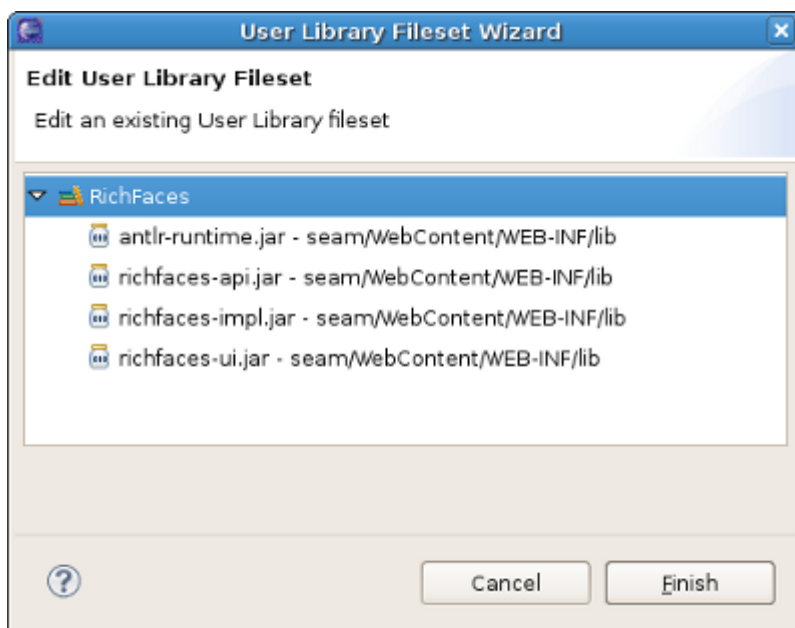 User Library Fileset Wizard
Edit User Library Fileset
Edit an existing User Library fileset
RichFaces
antlr-runtime.jar - seam/WebContent/WEB-INF/lib
richfaces-api.jar - seam/WebContent/WEB-INF/lib
richfaces-impl.jar - seam/WebContent/WEB-INF/lib
richfaces-ui.jar - seam/WebContent/WEB-INF/lib
? Cancel Finish